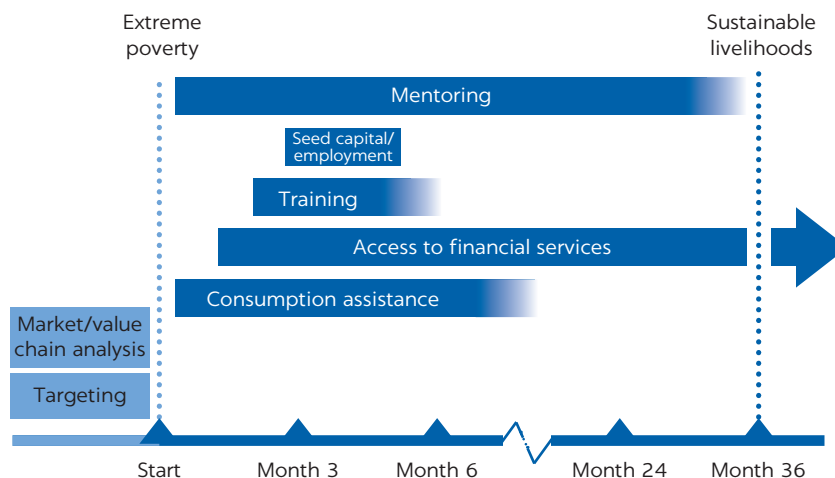 Extreme
poverty
Sustainable
livelihoods
Mentoring
Seed capital/
employment
Training
Access to financial services
Consumption assistance
Market/value
chain analysis
Targeting
Start
Month 3
Month 6
Month 24
Month 36